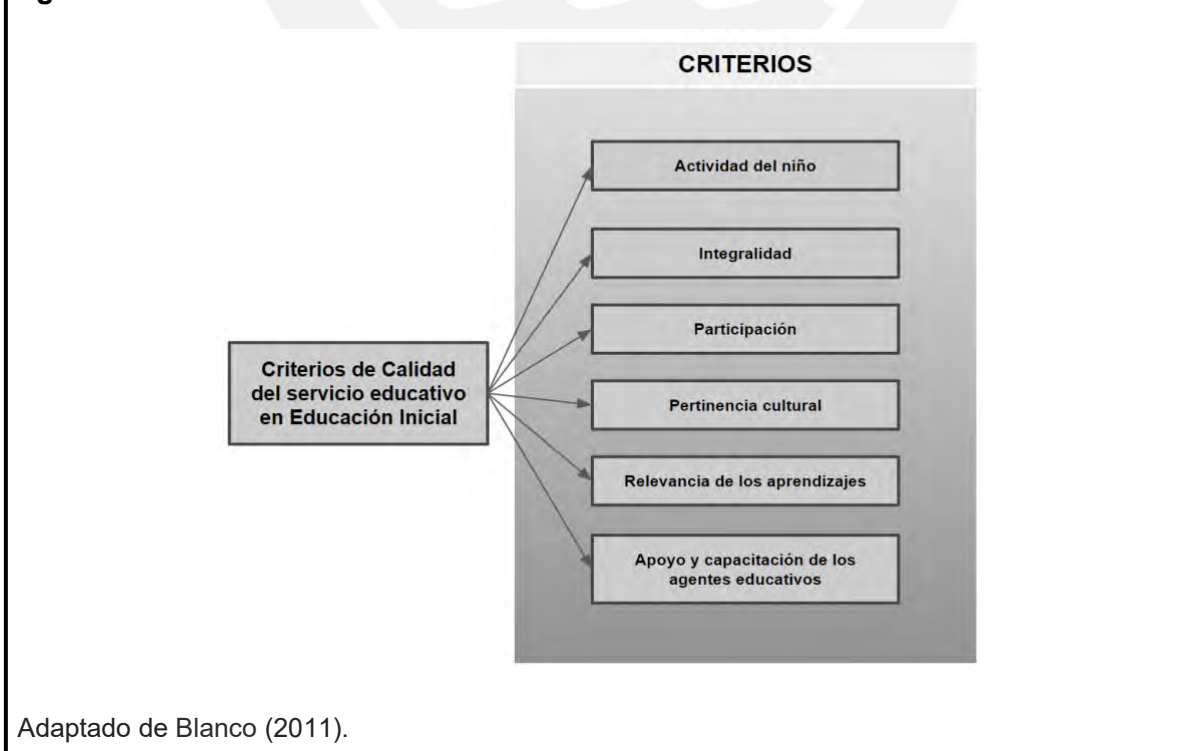 CRITERIOS
Actividad del niño
Integralidad
Participación
Criterios de Calidad
del servicio educativo
en Educación Inicial
Pertinencia cultural
Relevancia de los aprendizajes
Apoyo y capacitación de los
agentes educativos
Adaptado de Blanco (2011).